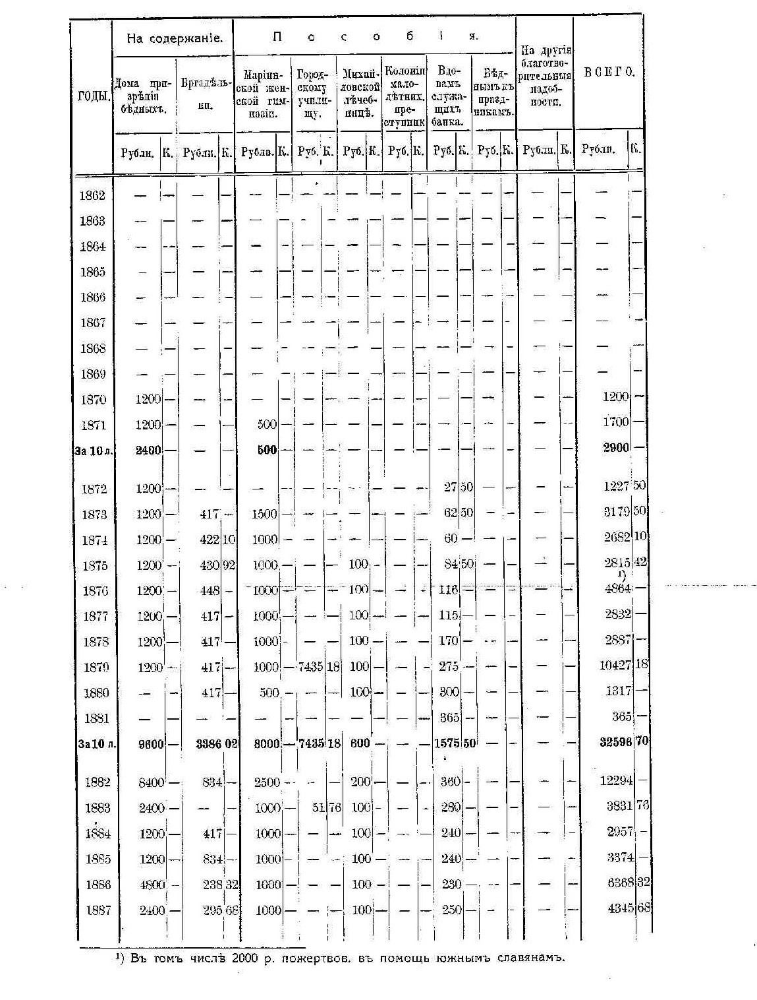 ГОДЫ. На содержаніе. Пособія. На другія благотворительныя надобности. ВСЕГО.
Дома призрѣнія бѣдныхъ. Богадѣльни. Маріинской женской гимназіи. Городскому училищу. Михайловской лѣчебницѣ. Колоніи малолѣтних. преступник Вдовамъ служащихъ банка. Бѣднымъ къ праздникамъ.
Рубли. К. Рубли. К. Рубла. К. Руб. К. Руб. К. Руб. К. Руб. К. Руб. К. Рубли. К. Рубли. К.
1862 — — — — — — — — — — — — — — — — — — — —
1863 — — — — — — — — — — — — — — — — — — — —
1864 — — — — — — — — — — — — — — — — — — — —
1865 — — — — — — — — — — — — — — — — — — — —
1866 — — — — — — — — — — — — — — — — — — — —
1867 — — — — — — — — — — — — — — — — — — — —
1868 — — — — — — — — — — — — — — — — — — — —
1869 — — — — — — — — — — — — — — — — — — — —
1870 1200 — — — — — — — — — — — — — — — — — 1200 —
1871 1200 — — — 500 — — — — — — — — — — — — — 1700 —
За 10 л. 2400 — — — 500 — — — — — — — — — — — — — 2900 —
1872 1200 — — — — — — — — — — — 27 50 — — — — 1227 50
1873 1200 — 417 — 1500 — — — — — — — 62 50 — — — — 3179 50
1874 1200 — 422 10 1000 — — — — — — — 60 — — — — — 2682 10
1875 1200 — 430 92 1000 — — — 100 — — — 84 50 — — — — 2815 42
1876 1200 — 448 — 1000 — — — 100 — — — 116 — — — — — ¹) 4864 —
1877 1200 — 417 — 1000 — — — 100 — — — 115 — — — — — 2832 —
1878 1200 — 417 — 1000 — — — 100 — — — 170 — — — — — 2887 —
1879 1200 — 417 — 1000 — 7435 18 100 — — — 275 — — — — — 10427 18
1880 — — 417 — 500 — — — 100 — — — 300 — — — — — 1317 —
1881 — — — — — — — — — — — — 365 — — — — — 365 —
За 10 л. 9600 — 3386 02 8000 — 7435 18 600 — — — 1575 50 — — — — 32596 70
1882 8400 — 834 — 2500 — — — 200 — — — 360 — — — — — 12294 —
1883 2400 — — — 1000 — 51 76 100 — — — 280 — — — — — 3831 76
1884 1200 — 417 — 1000 — — — 100 — — — 240 — — — — — 2957 —
1885 1200 — 834 — 1000 — — — 100 — — — 240 — — — — — 3374 —
1886 4800 — 238 32 1000 — — — 100 — — — 230 — — — — — 6368 32
1887 2400 — 295 68 1000 — — — 100 — — — 250 — — — — — 4345 68
¹) Въ томъ числѣ 2000 р. пожертвов. въ помощь южнымъ славянамъ.